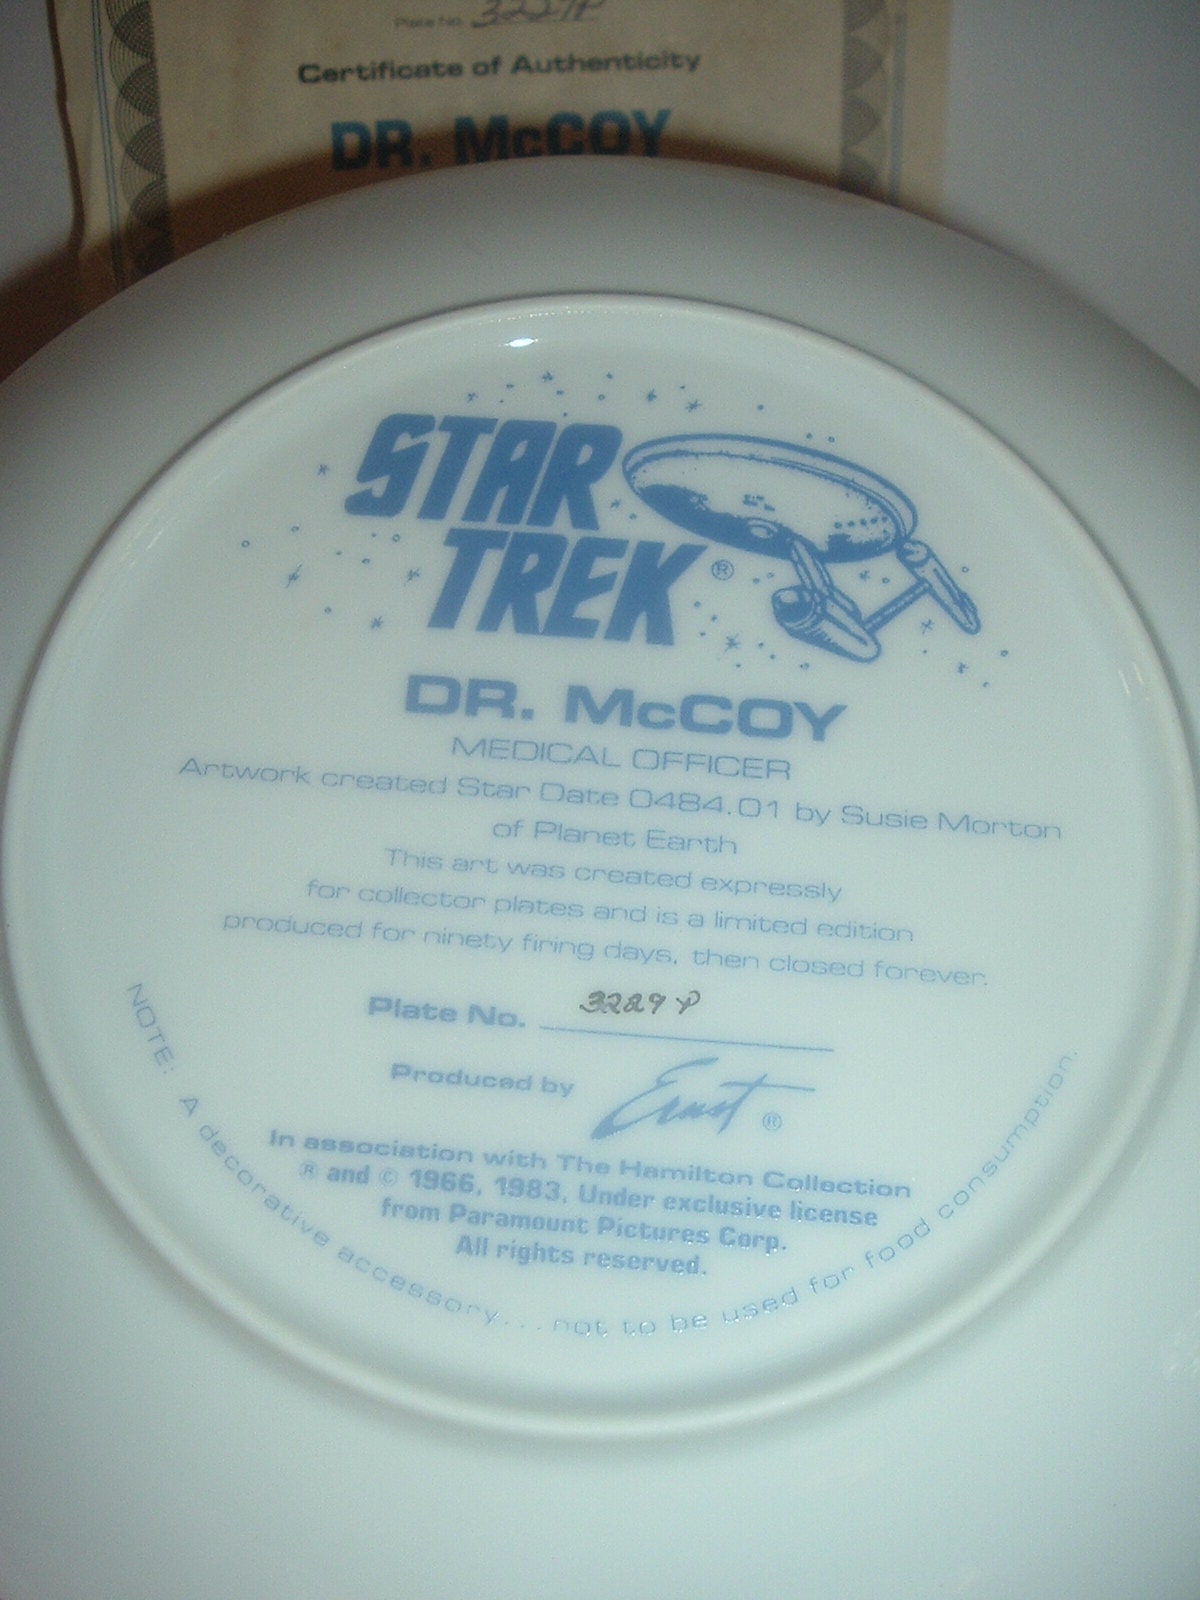 Plate No. 3229P
Certificate of Authenticity
DR. McCOY
STAR
TREK®
DR. McCOY
MEDICAL OFFICER
Artwork created Star Date 0484.01 by Susie Morton
of Planet Earth
This art was created expressly
for collector plates and is a limited edition
produced for ninety firing days, then closed forever.
Plate No. 3229P
Produced by Ernst ®
In association with The Hamilton Collection
® and © 1966, 1983, Under exclusive license
from Paramount Pictures Corp.
All rights reserved.
NOTE: A decorative accessory... not to be used for food consumption.